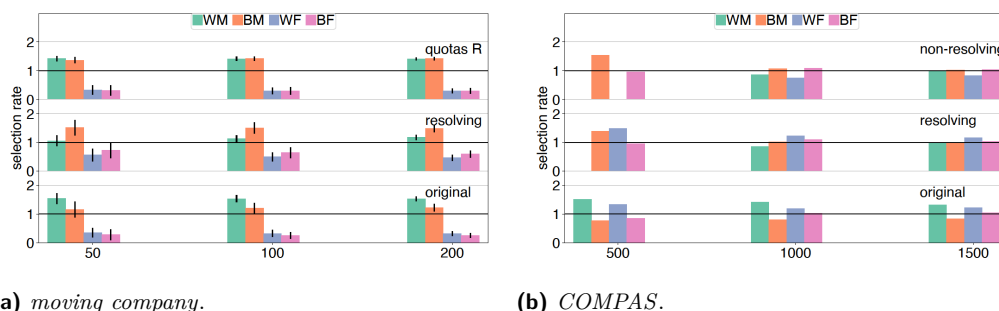 WM BM WF BF
2
quotas R
1
0
2
resolving
1
0
2
original
1
0
selection rate
50 100 200
a) moving company.
WM BM WF BF
2
non-resolving
1
0
2
resolving
1
0
2
original
1
0
selection rate
500 1000 1500
(b) COMPAS.